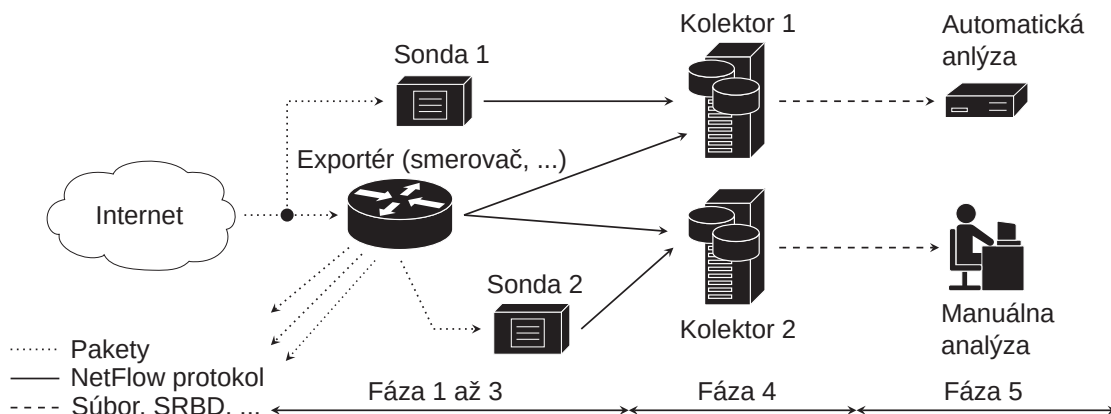 Kolektor 1
Automatická
anlýza
Sonda 1
Exportér (smerovač, ...)
Internet
Sonda 2
Kolektor 2
Manuálna
analýza
Pakety
NetFlow protokol
Súbor, SRBD, ...
Fáza 1 až 3
Fáza 4
Fáza 5